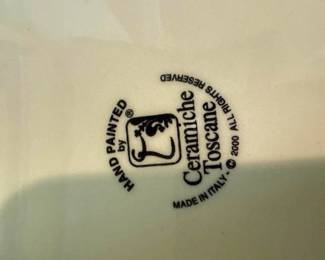 HAND PAINTED ®
by
L
Ceramiche
Toscane
MADE IN ITALY - © 2000 ALL RIGHTS RESERVED